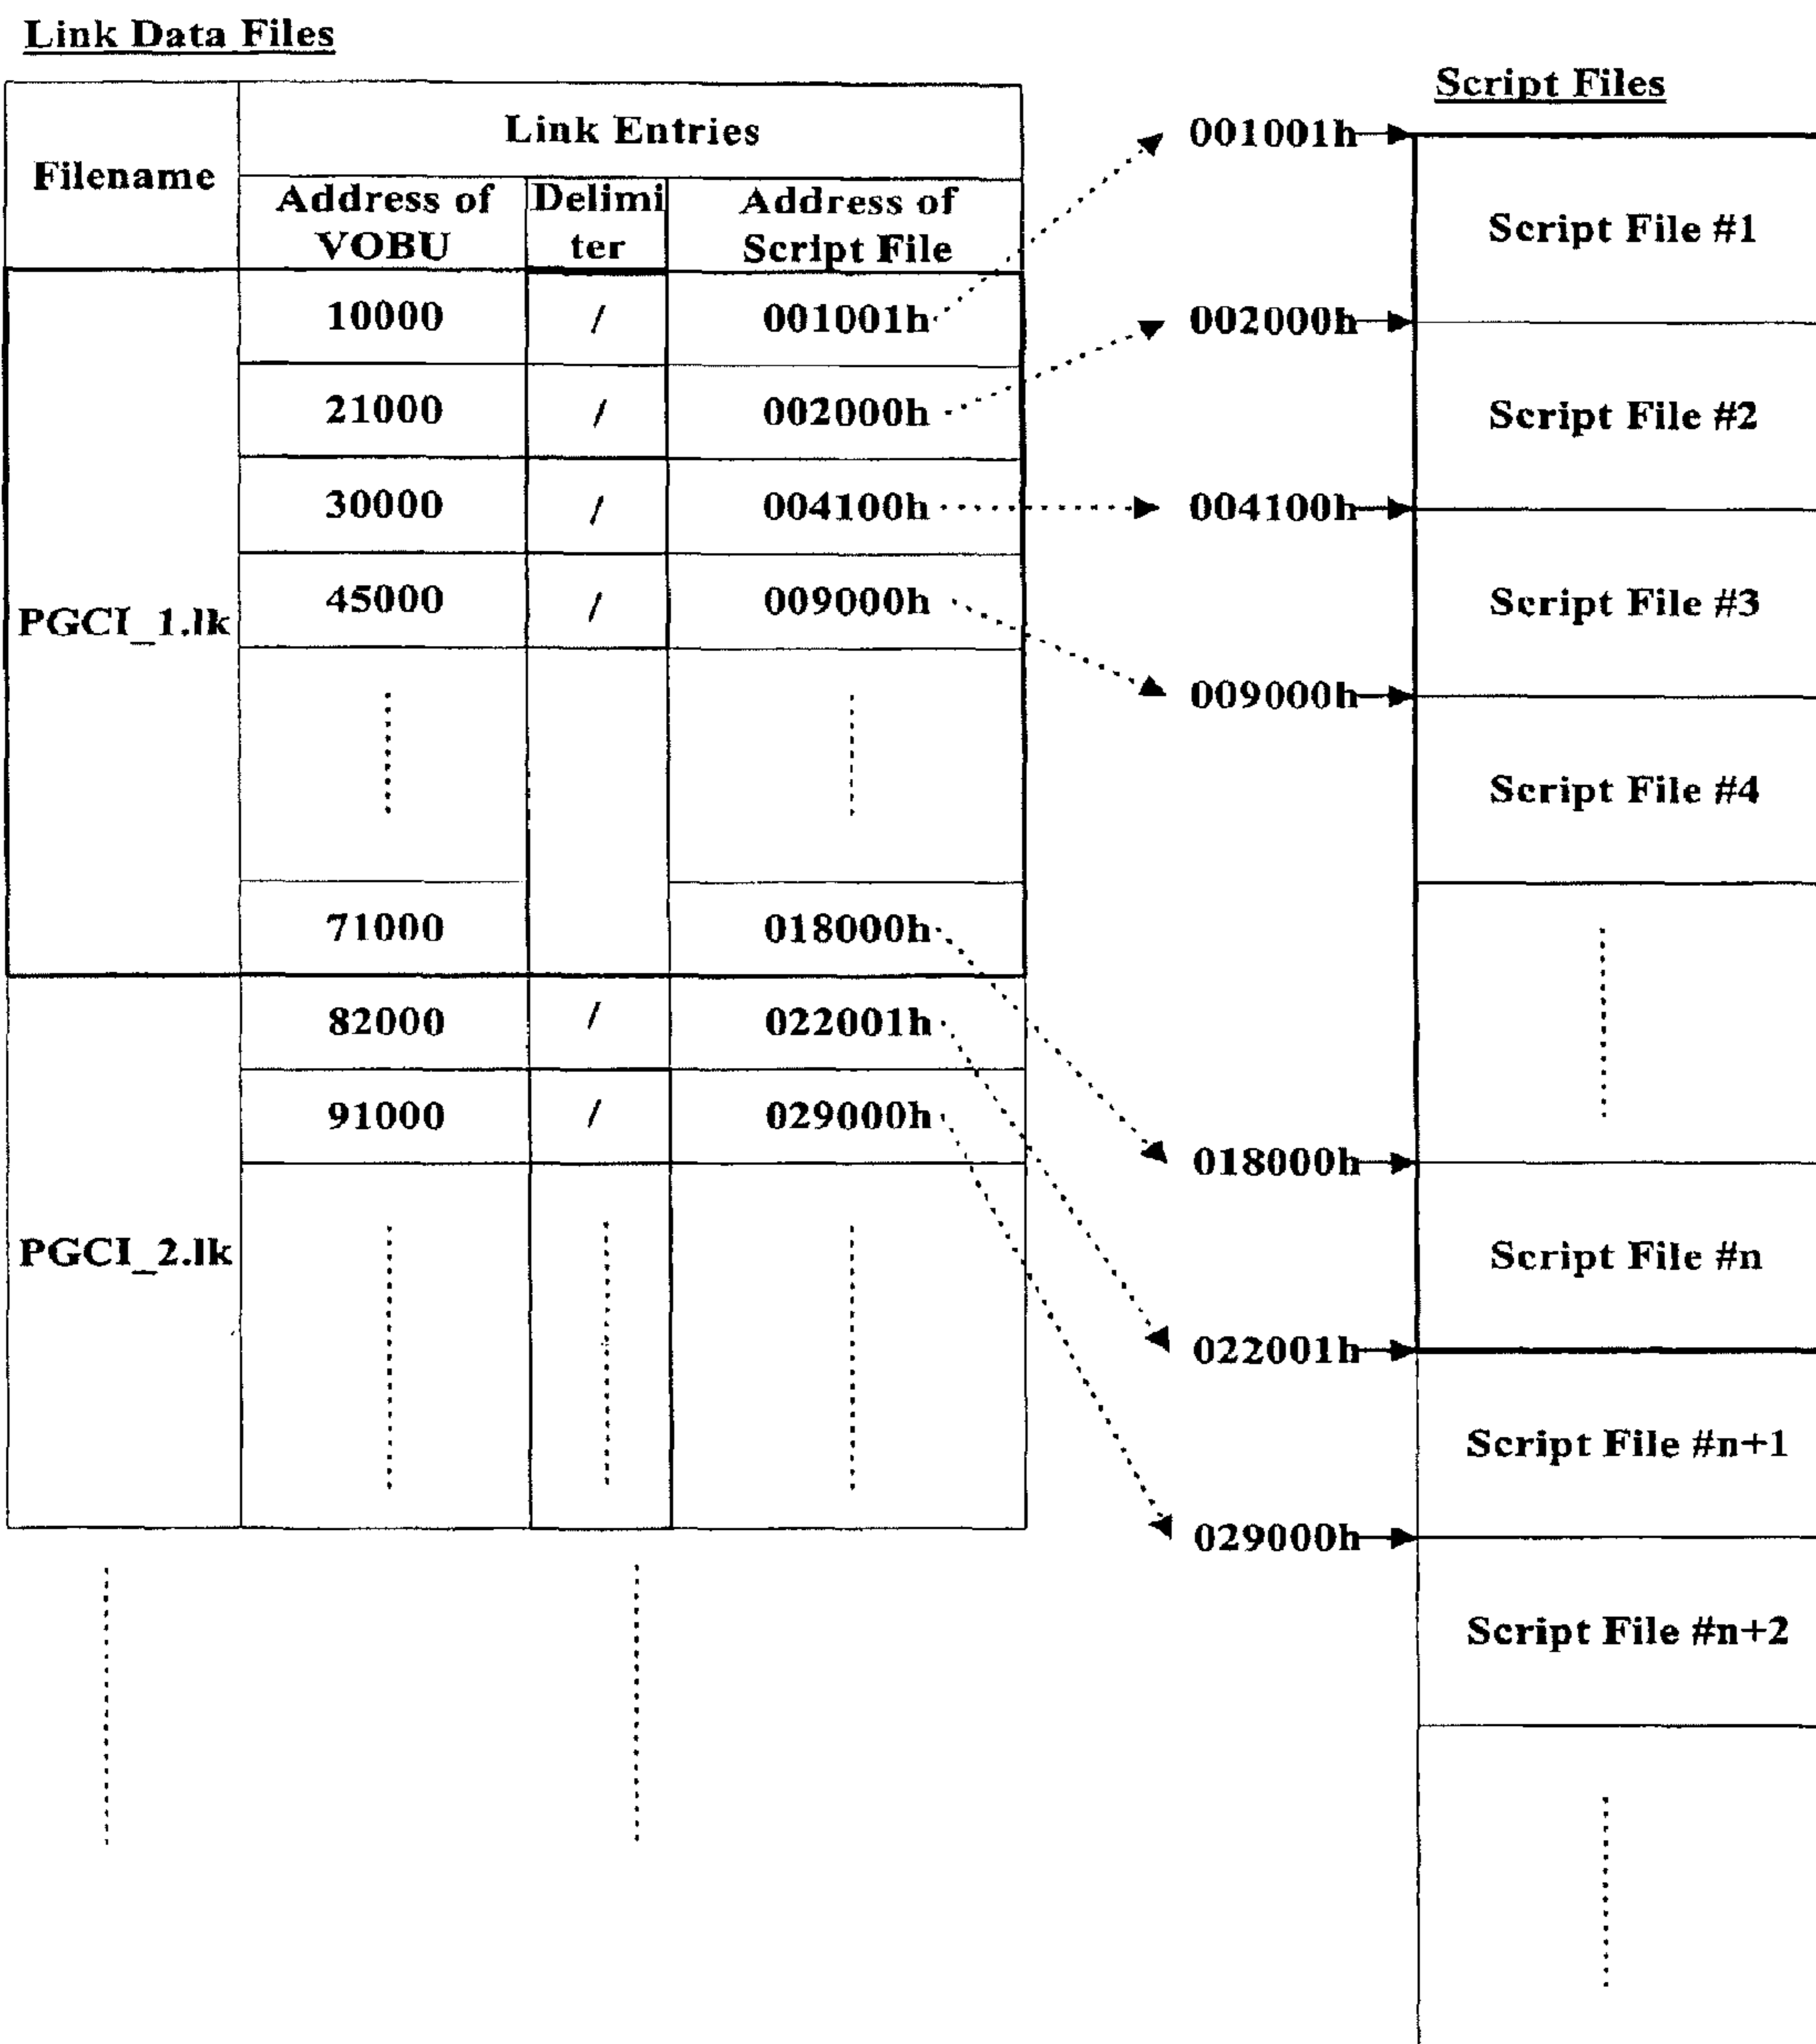 Link Data Files
Filename
Link Entries
Address of
VOBU
Delimi
ter
Address of
Script File
PGCI_1.lk
10000 / 001001h
21000 / 002000h
30000 / 004100h
45000 / 009000h
71000 018000h
PGCI_2.lk
82000 / 022001h
91000 / 029000h
Script Files
001001h
Script File #1
002000h
Script File #2
004100h
Script File #3
009000h
Script File #4
018000h
Script File #n
022001h
Script File #n+1
029000h
Script File #n+2